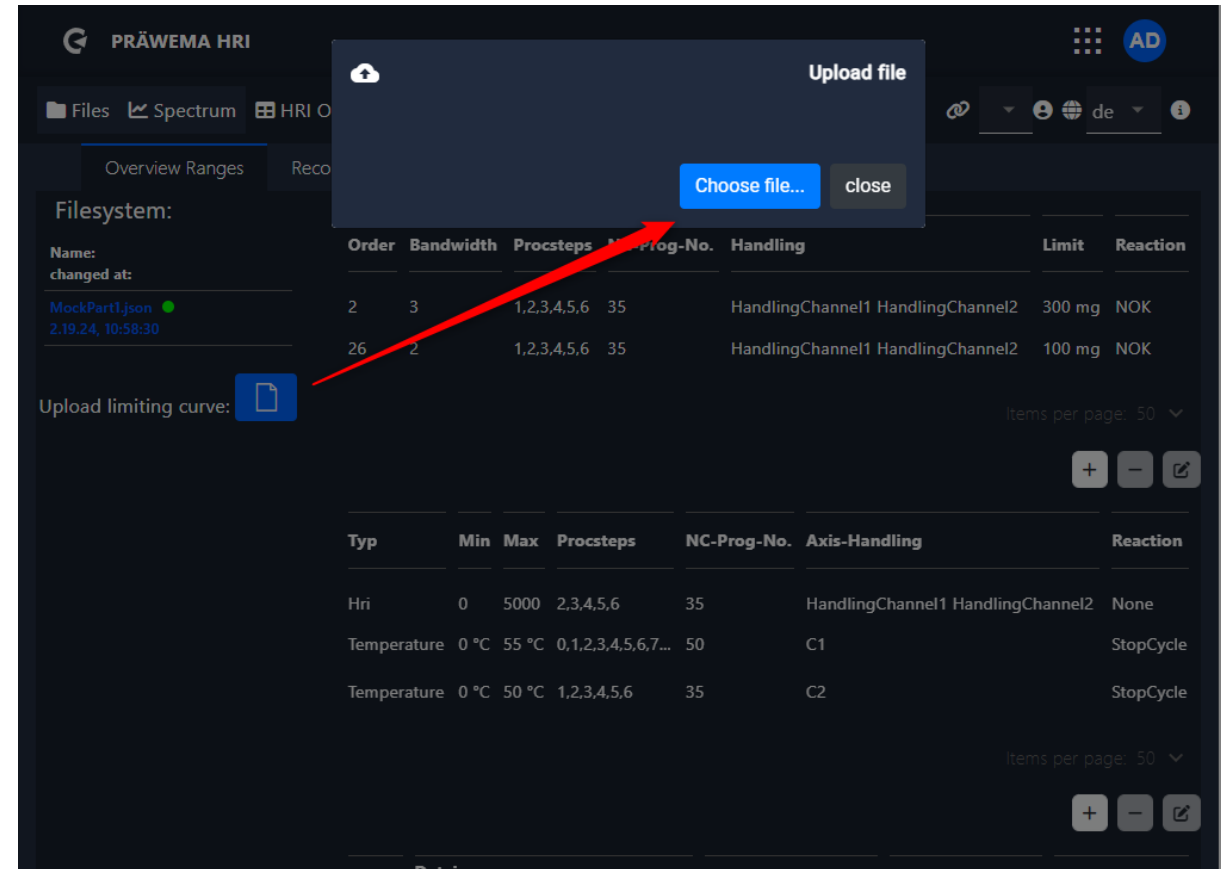 PRÄWEMA HRI
AD
Upload file
Choose file...
close
Files Spectrum HRI O
de
Overview Ranges Reco
Filesystem:
Name:
changed at:
MockPart1.json
2.19.24, 10:58:30
Upload limiting curve:
Order Bandwidth Procsteps NC-Prog-No. Handling Limit Reaction
2 3 1,2,3,4,5,6 35 HandlingChannel1 HandlingChannel2 300 mg NOK
26 2 1,2,3,4,5,6 35 HandlingChannel1 HandlingChannel2 100 mg NOK
Items per page: 50
Typ Min Max Procsteps NC-Prog-No. Axis-Handling Reaction
Hri 0 5000 2,3,4,5,6 35 HandlingChannel1 HandlingChannel2 None
Temperature 0 °C 55 °C 0,1,2,3,4,5,6,7... 50 C1 StopCycle
Temperature 0 °C 50 °C 1,2,3,4,5,6 35 C2 StopCycle
Items per page: 50